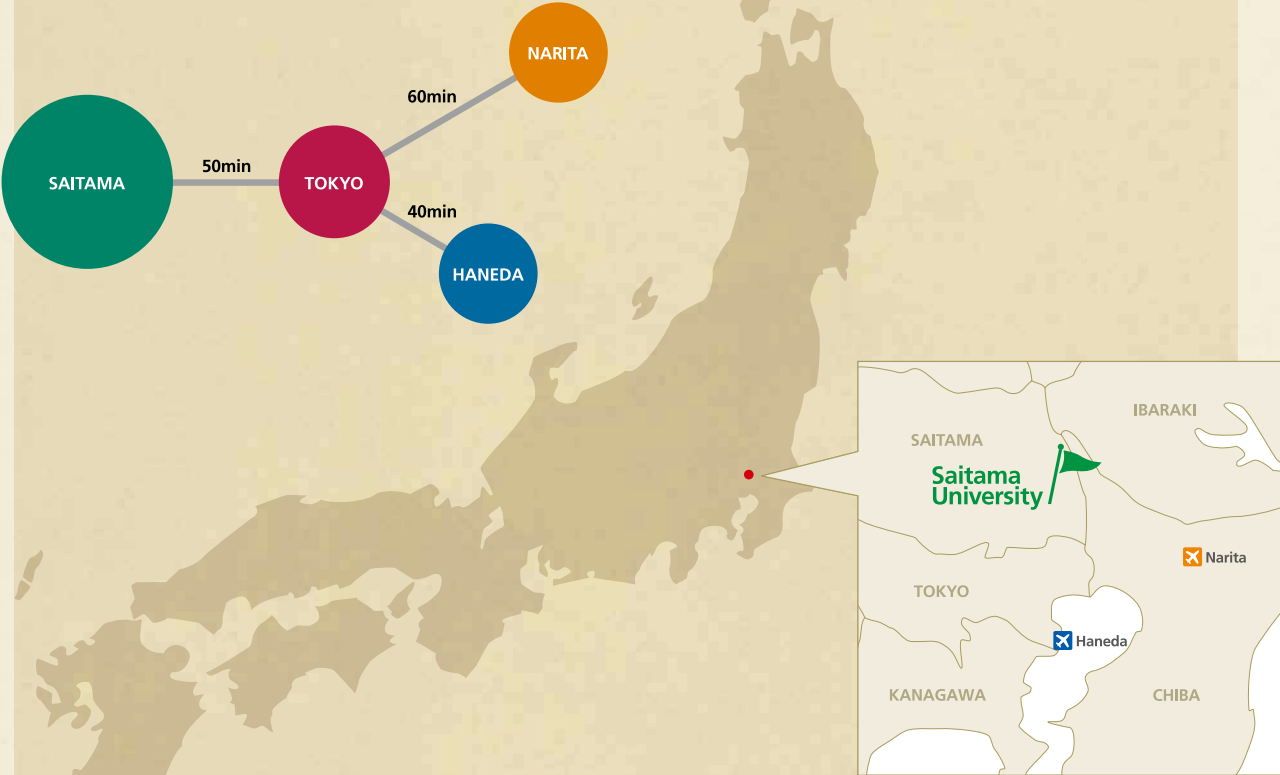 NARITA
60min
50min
SAITAMA
TOKYO
40min
HANEDA
IBARAKI
SAITAMA
Saitama
University
Narita
TOKYO
Haneda
KANAGAWA
CHIBA